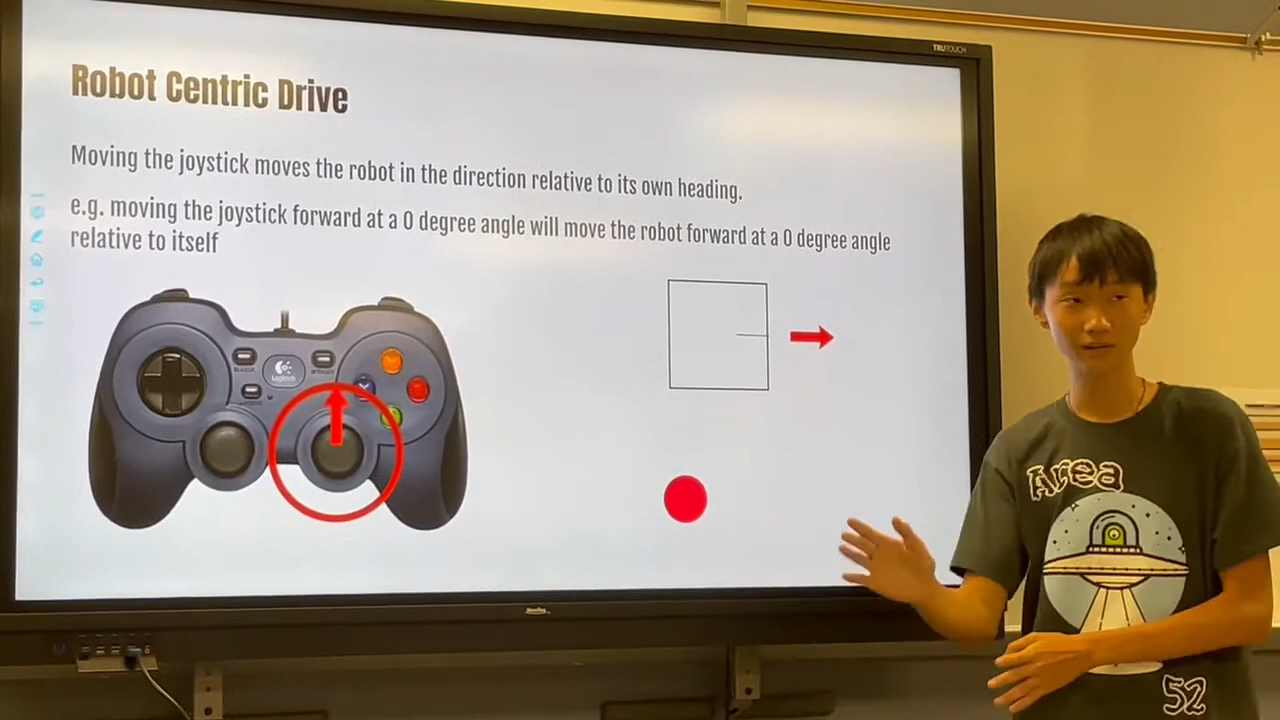 TRUTOUCH
Robot Centric Drive
Moving the joystick moves the robot in the direction relative to its own heading.
e.g. moving the joystick forward at a 0 degree angle will move the robot forward at a 0 degree angle
relative to itself
Logitech
Area
52